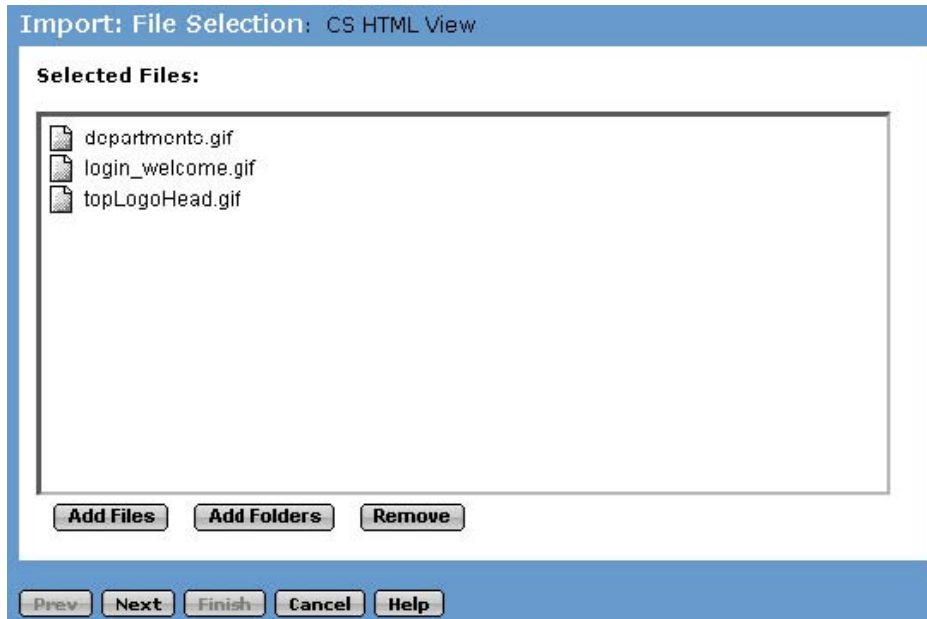 Import: File Selection: CS HTML View
Selected Files:
departments.gif
login_welcome.gif
topLogoHead.gif
Add Files Add Folders Remove
Prev Next Finish Cancel Help